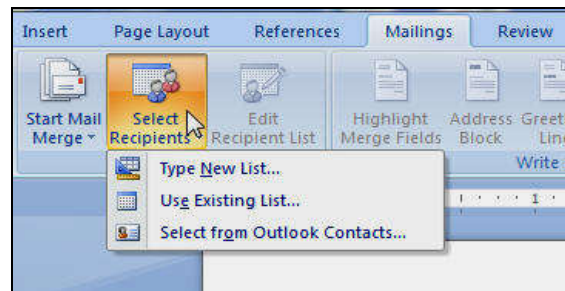 Insert Page Layout References Mailings Review
Start Mail Merge
Select Recipients
Edit Recipient List
Highlight Merge Fields
Address Block
Write
Type New List...
Use Existing List...
Select from Outlook Contacts...
1